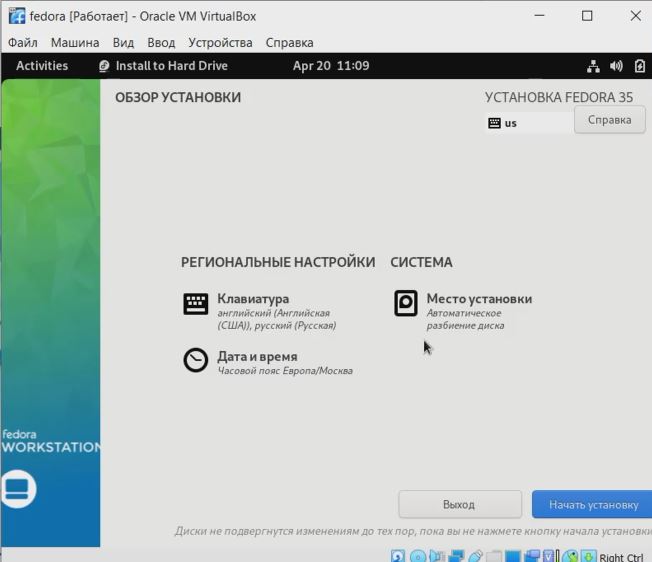 fedora [Работает] - Oracle VM VirtualBox
Файл Машина Вид Ввод Устройства Справка
Activities Install to Hard Drive Apr 20 11:09
ОБЗОР УСТАНОВКИ
УСТАНОВКА FEDORA 35
us
Справка
РЕГИОНАЛЬНЫЕ НАСТРОЙКИ
Клавиатура
английский (Английская
(США)), русский (Русская)
Дата и время
Часовой пояс Европа/Москва
СИСТЕМА
Место установки
Автоматическое
разбиение диска
fedora
WORKSTATION
Выход
Начать установку
Диски не подвергнутся изменениям до тех пор, пока вы не нажмете кнопку начала установки
Right Ctrl